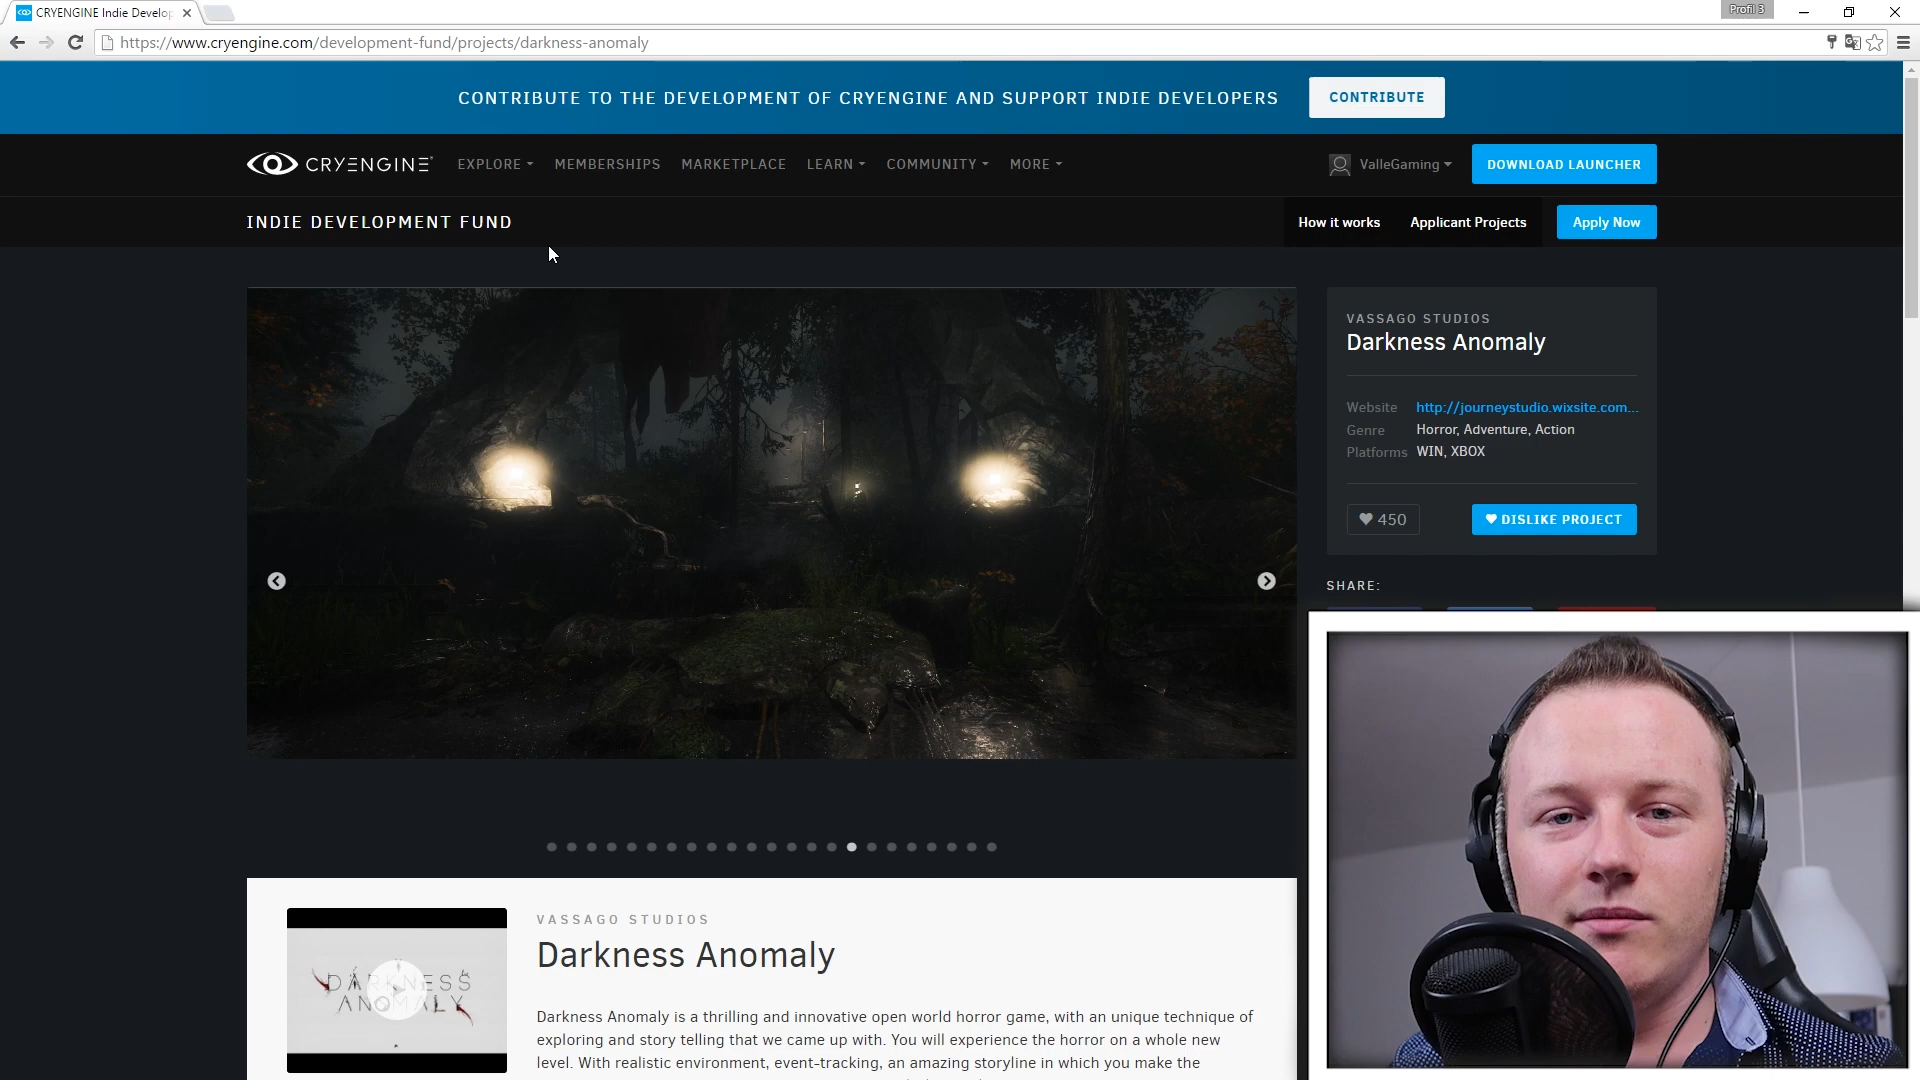 CRYENGINE Indie Develop
Profil 3
https://www.cryengine.com/development-fund/projects/darkness-anomaly
CONTRIBUTE TO THE DEVELOPMENT OF CRYENGINE AND SUPPORT INDIE DEVELOPERS
CONTRIBUTE
CRYENGINE
EXPLORE
MEMBERSHIPS
MARKETPLACE
LEARN
COMMUNITY
MORE
ValleGaming
DOWNLOAD LAUNCHER
INDIE DEVELOPMENT FUND
How it works
Applicant Projects
Apply Now
VASSAGO STUDIOS
Darkness Anomaly
Website http://journeystudio.wixsite.com...
Genre Horror, Adventure, Action
Platforms WIN, XBOX
450
DISLIKE PROJECT
SHARE:
DARKNESS
ANOMALY
VASSAGO STUDIOS
Darkness Anomaly
Darkness Anomaly is a thrilling and innovative open world horror game, with an unique technique of
exploring and story telling that we came up with. You will experience the horror on a whole new
level. With realistic environment, event-tracking, an amazing storyline in which you make the